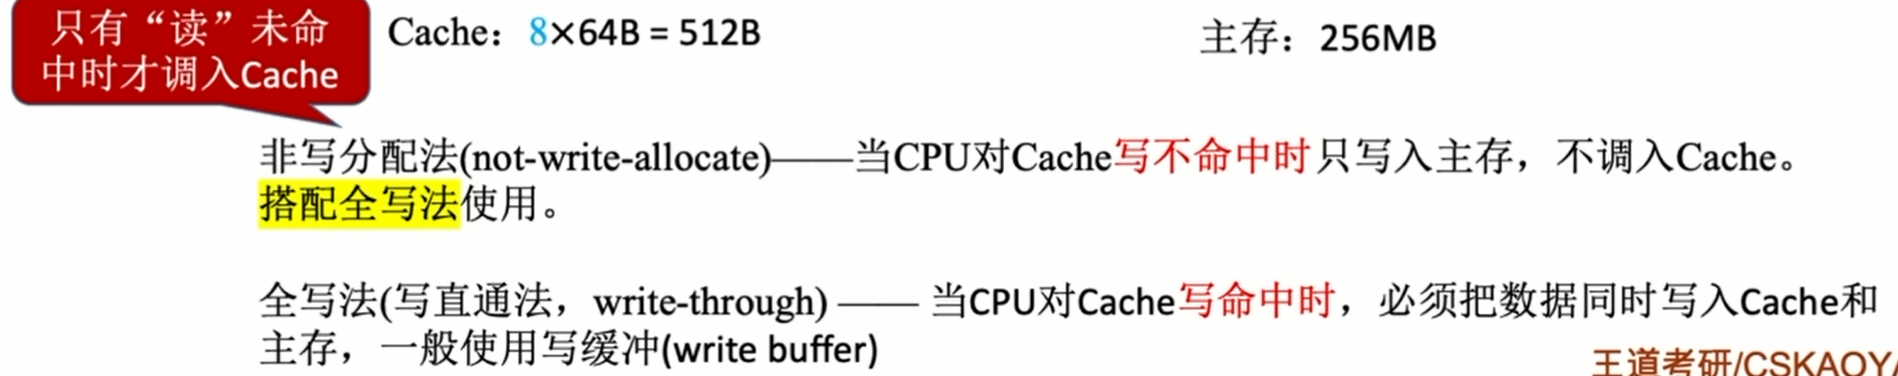 只有“读”未命
中时才调入Cache
Cache：8×64B = 512B
主存：256MB
非写分配法(not-write-allocate)——当CPU对Cache写不命中时只写入主存，不调入Cache。
搭配全写法使用。
全写法(写直通法，write-through) —— 当CPU对Cache写命中时，必须把数据同时写入Cache和
主存，一般使用写缓冲(write buffer)
王道考研/CSKAOY